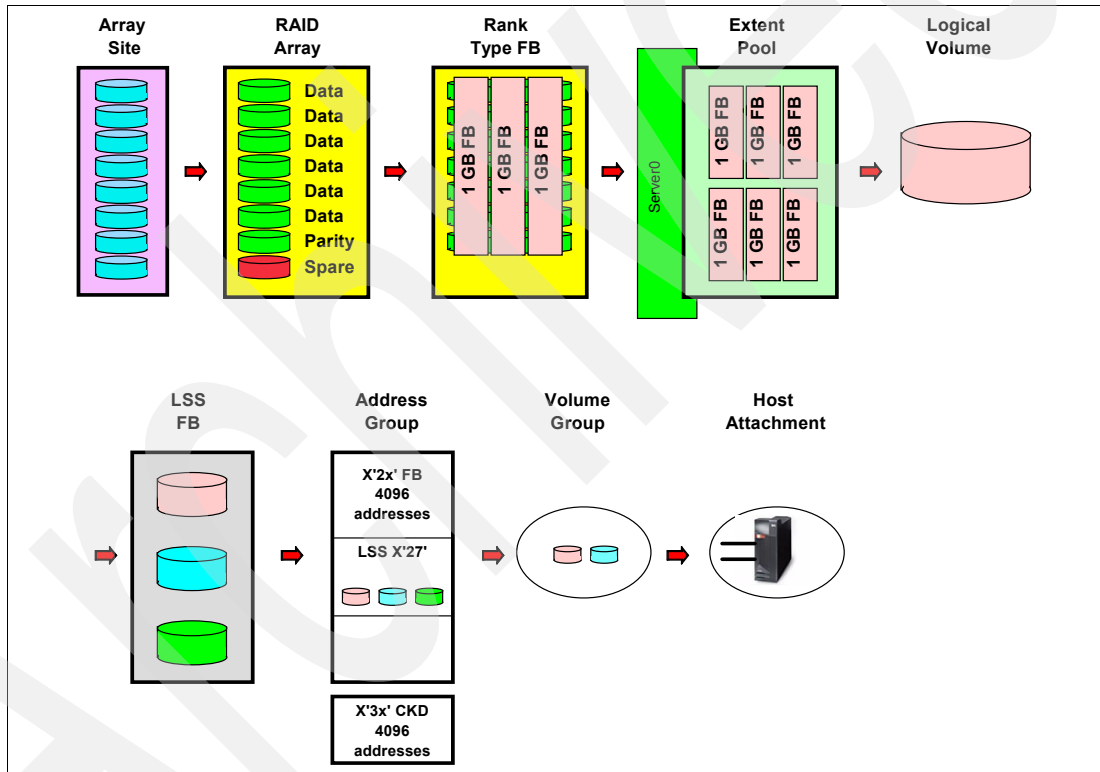 Array
Site
RAID
Array
Rank
Type FB
Extent
Pool
Logical
Volume
Data
Data
Data
Data
Data
Data
Parity
Spare
1 GB FB
1 GB FB
1 GB FB
Server0
1 GB FB
1 GB FB
1 GB FB
1 GB FB
1 GB FB
1 GB FB
LSS
FB
Address
Group
Volume
Group
Host
Attachment
X'2x' FB
4096
addresses
LSS X'27'
X'3x' CKD
4096
addresses